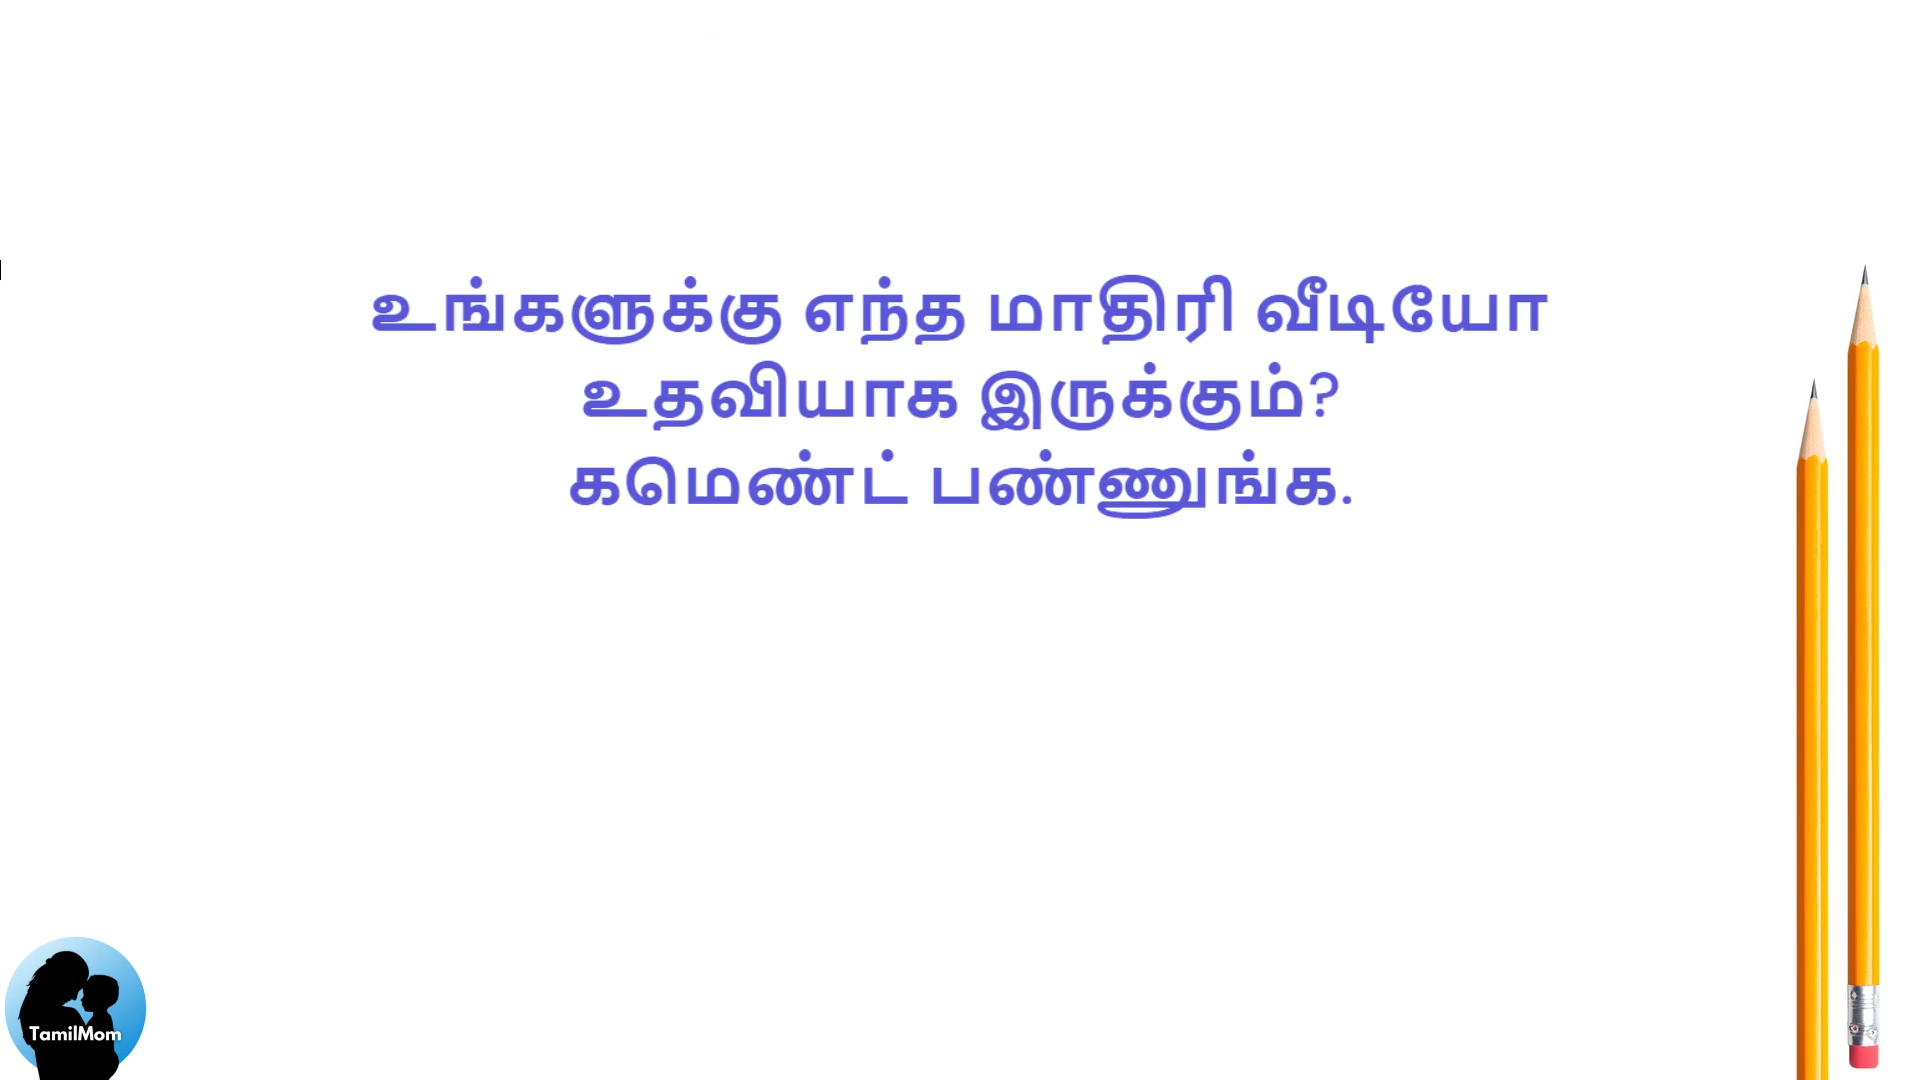 உங்களுக்கு எந்த மாதிரி வீடியோ
உதவியாக இருக்கும்?
கமெண்ட் பண்ணுங்க.
TamilMom